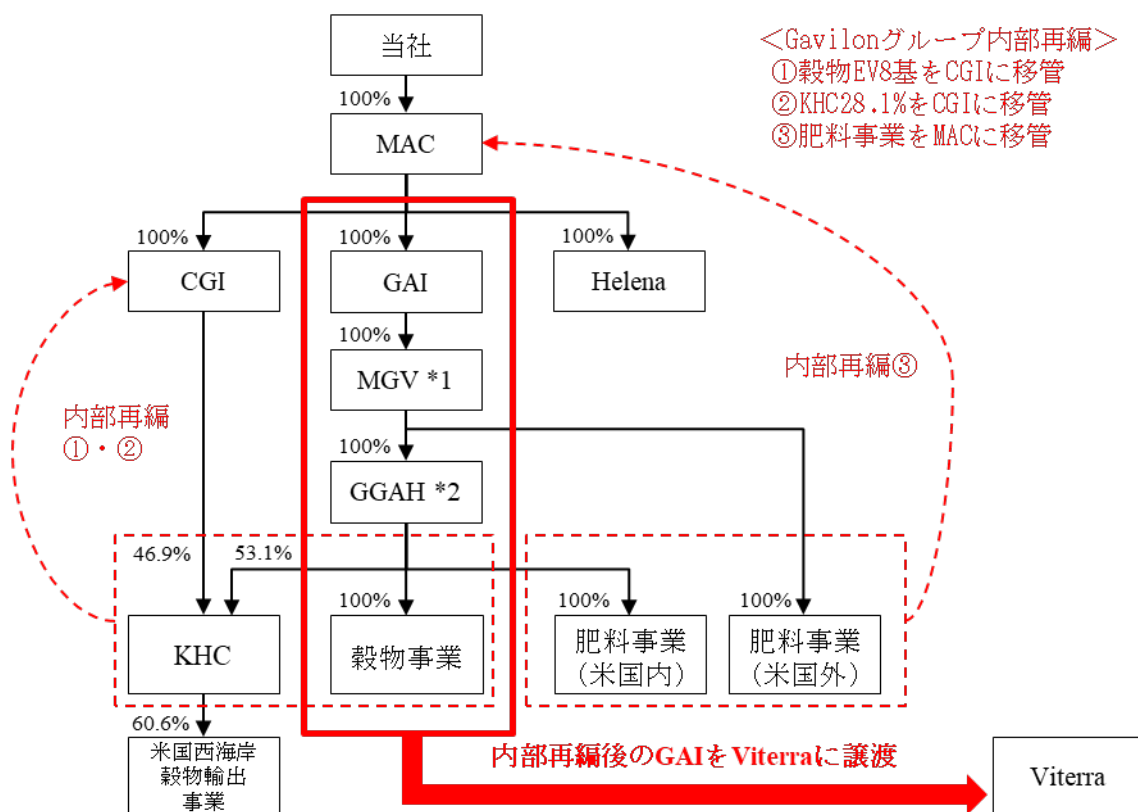 当社
<Gavilonグループ内部再編>
①穀物EV8基をCGIに移管
②KHC28.1%をCGIに移管
③肥料事業をMACに移管
100%
MAC
100%
100%
100%
CGI
GAI
Helena
100%
MGV *1
内部再編③
内部再編
①・②
100%
GGAH *2
46.9%
53.1%
100%
100%
100%
KHC
穀物事業
肥料事業
(米国内)
肥料事業
(米国外)
60.6%
米国西海岸
穀物輸出
事業
内部再編後のGAIをViterraに譲渡
Viterra